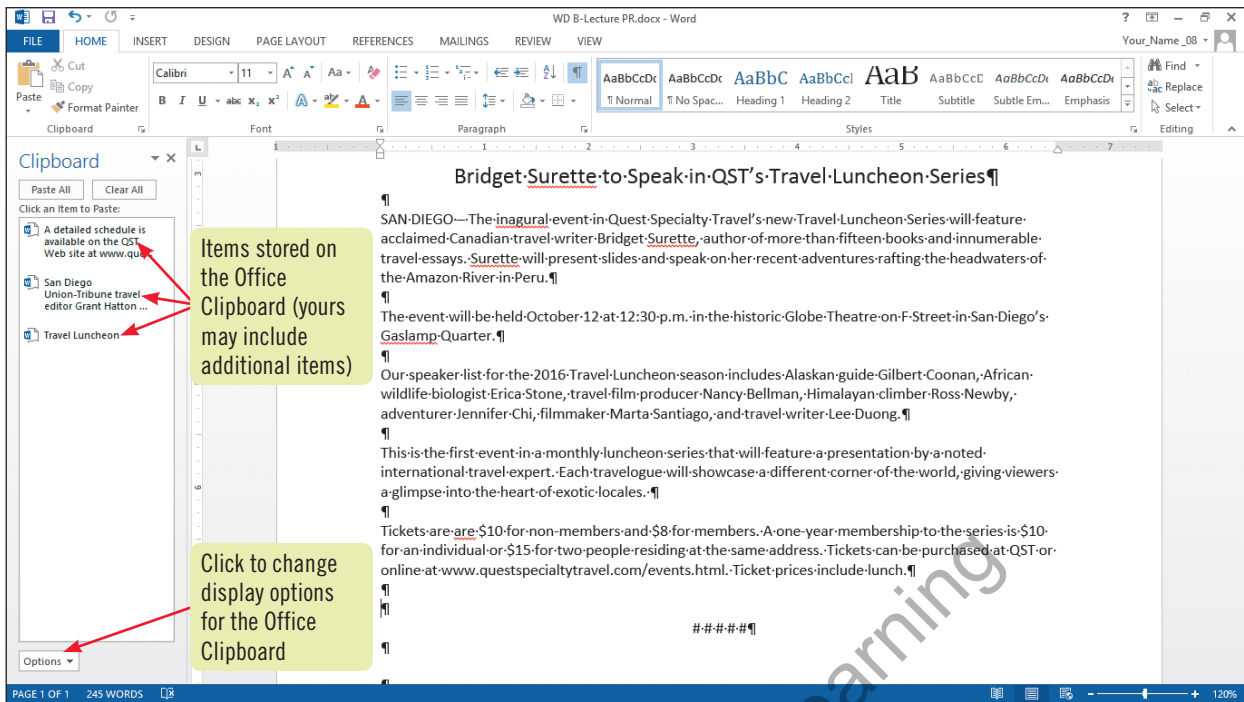 WD B-Lecture PR.docx - Word
FILE HOME INSERT DESIGN PAGE LAYOUT REFERENCES MAILINGS REVIEW VIEW Your_Name_08
Paste
Cut
Copy
Format Painter
Clipboard
Calibri 11 A A Aa
B I U abc X₂ X² A ab A
Font
Paragraph
AaBbCcDc AaBbCcDc AaBbC AaBbCcI AaB AaBbCcD AaBbCcDc AaBbCcDc
¶ Normal ¶ No Spac... Heading 1 Heading 2 Title Subtitle Subtle Em... Emphasis
Styles
Find
Replace
Select
Editing
Clipboard
Paste All Clear All
Click an Item to Paste:
A detailed schedule is
available on the QST
Web site at www.que...
San Diego
Union-Tribune travel
editor Grant Hatton ...
Travel Luncheon
Options
Items stored on
the Office
Clipboard (yours
may include
additional items)
Click to change
display options
for the Office
Clipboard
1 1 2 3 4 5 6 7
Bridget·Surette·to·Speak·in·QST's·Travel·Luncheon·Series¶
¶
SAN·DIEGO·–·The·inagural·event·in·Quest·Specialty·Travel's·new·Travel·Luncheon·Series·will·feature·
acclaimed·Canadian·travel·writer·Bridget·Surette,·author·of·more·than·fifteen·books·and·innumerable·
travel·essays.·Surette·will·present·slides·and·speak·on·her·recent·adventures·rafting·the·headwaters·of·
the·Amazon·River·in·Peru.¶
¶
The·event·will·be·held·October·12·at·12:30·p.m.·in·the·historic·Globe·Theatre·on·F·Street·in·San·Diego's·
Gaslamp·Quarter.¶
¶
Our·speaker·list·for·the·2016·Travel·Luncheon·season·includes·Alaskan·guide·Gilbert·Coonan,·African·
wildlife·biologist·Erica·Stone,·travel·film·producer·Nancy·Bellman,·Himalayan·climber·Ross·Newby,·
adventurer·Jennifer·Chi,·filmmaker·Marta·Santiago,·and·travel·writer·Lee·Duong.¶
¶
This·is·the·first·event·in·a·monthly·luncheon·series·that·will·feature·a·presentation·by·a·noted·
international·travel·expert.·Each·travelogue·will·showcase·a·different·corner·of·the·world,·giving·viewers·
a·glimpse·into·the·heart·of·exotic·locales.·¶
¶
Tickets·are·are·$10·for·non-members·and·$8·for·members.·A·one-year·membership·to·the·series·is·$10·
for·an·individual·or·$15·for·two·people·residing·at·the·same·address.·Tickets·can·be·purchased·at·QST·or·
online·at·www.questspecialtytravel.com/events.html.·Ticket·prices·include·lunch.¶
¶
¶
#·#·#·#·#¶
¶
PAGE 1 OF 1 245 WORDS 120%